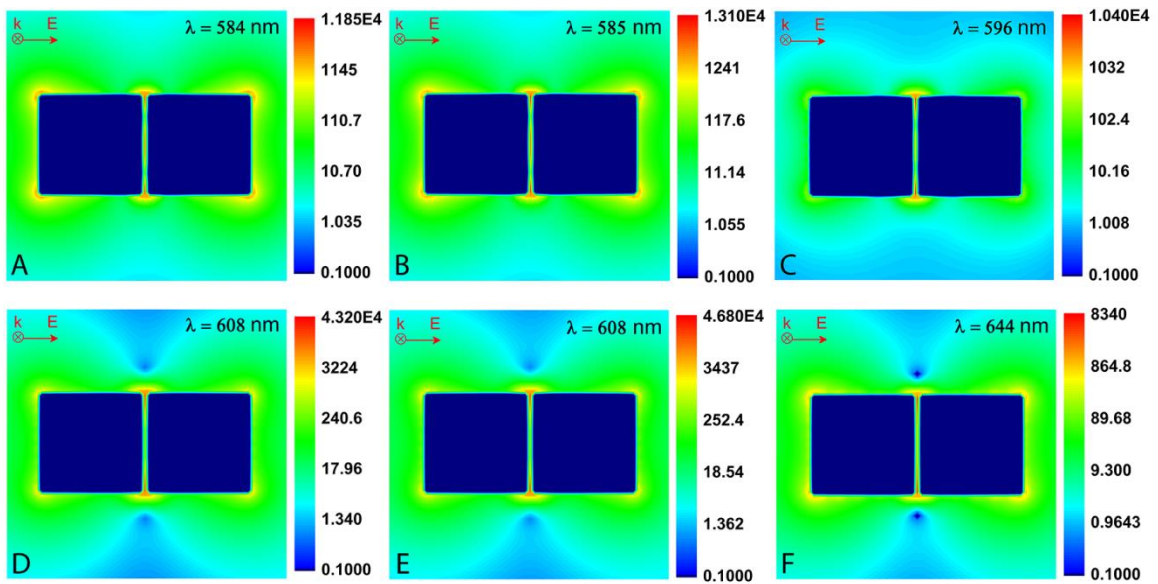 k E λ = 584 nm
1.185E4
1145
110.7
10.70
1.035
0.1000
A
k E λ = 585 nm
1.310E4
1241
117.6
11.14
1.055
0.1000
B
k E λ = 596 nm
1.040E4
1032
102.4
10.16
1.008
0.1000
C
k E λ = 608 nm
4.320E4
3224
240.6
17.96
1.340
0.1000
D
k E λ = 608 nm
4.680E4
3437
252.4
18.54
1.362
0.1000
E
k E λ = 644 nm
8340
864.8
89.68
9.300
0.9643
0.1000
F